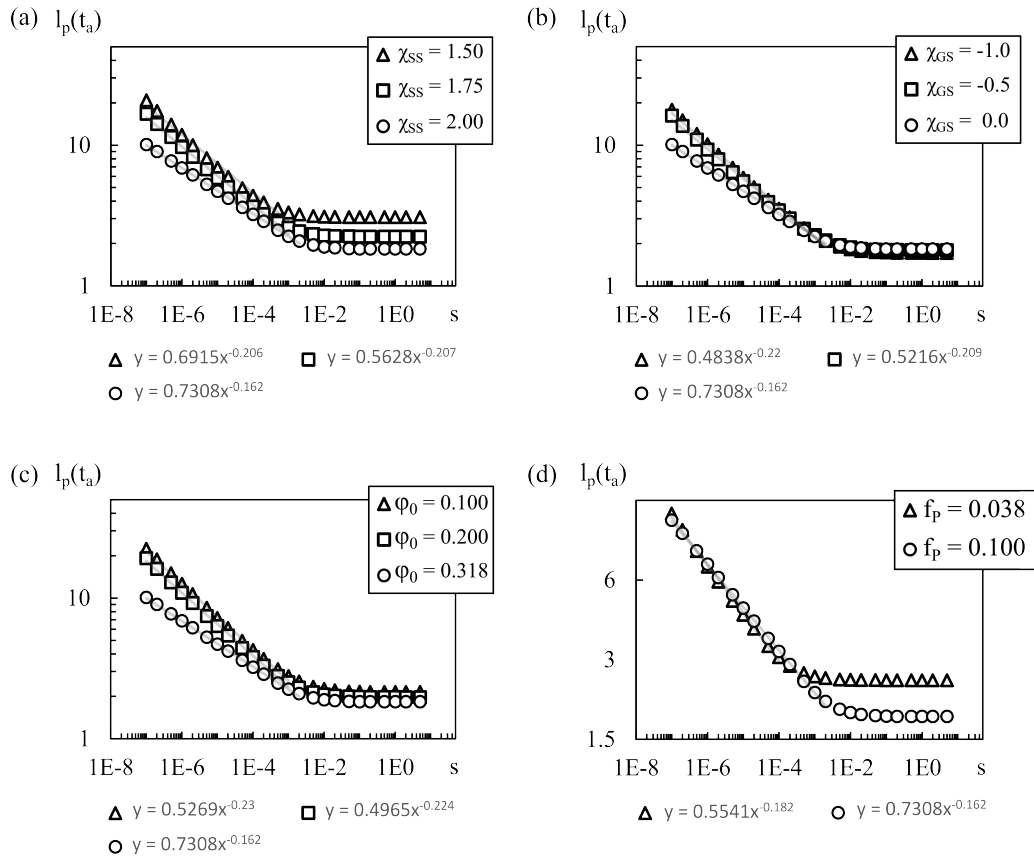 (a) lₚ(tₐ)
χSS = 1.50
χSS = 1.75
χSS = 2.00
10
1
1E-8 1E-6 1E-4 1E-2 1E0 s
y = 0.6915x^-0.206 y = 0.5628x^-0.207
y = 0.7308x^-0.162
(b) lₚ(tₐ)
χGS = -1.0
χGS = -0.5
χGS = 0.0
10
1
1E-8 1E-6 1E-4 1E-2 1E0 s
y = 0.4838x^-0.22 y = 0.5216x^-0.209
y = 0.7308x^-0.162
(c) lₚ(tₐ)
φ₀ = 0.100
φ₀ = 0.200
φ₀ = 0.318
10
1
1E-8 1E-6 1E-4 1E-2 1E0 s
y = 0.5269x^-0.23 y = 0.4965x^-0.224
y = 0.7308x^-0.162
(d) lₚ(tₐ)
fP = 0.038
fP = 0.100
6
3
1.5
1E-8 1E-6 1E-4 1E-2 1E0 s
y = 0.5541x^-0.182 y = 0.7308x^-0.162